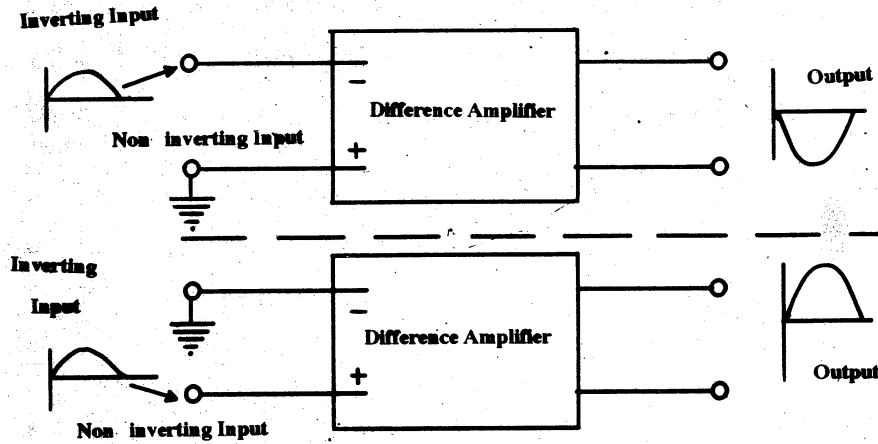 Inverting Input
Output
−
Difference Amplifier
Non inverting Input
+
Inverting
Input
−
Difference Amplifier
+
Output
Non inverting Input